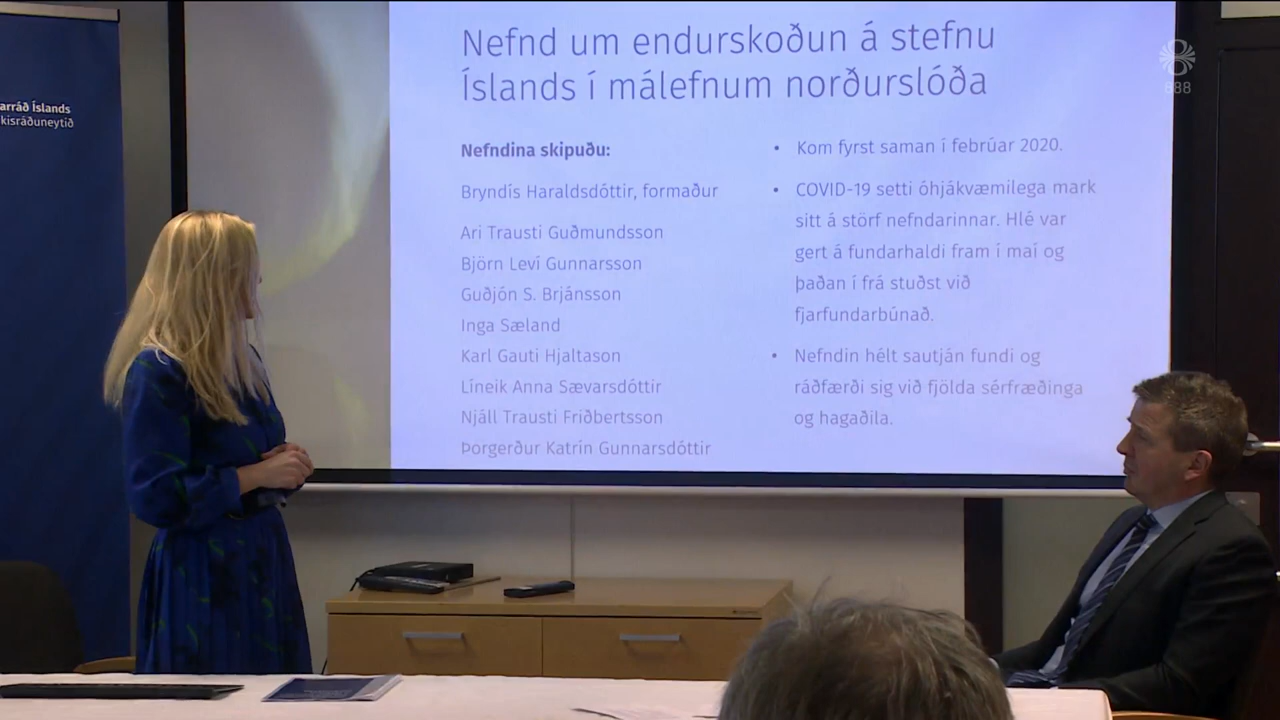 arráð Íslands
kisráðuneytið
Nefnd um endurskoðun á stefnu
Íslands í málefnum norðurslóða
Nefndina skipuðu:
Bryndís Haraldsdóttir, formaður
Ari Trausti Guðmundsson
Björn Leví Gunnarsson
Guðjón S. Brjánsson
Inga Sæland
Karl Gauti Hjaltason
Líneik Anna Sævarsdóttir
Njáll Trausti Friðbertsson
Þorgerður Katrín Gunnarsdóttir
• Kom fyrst saman í febrúar 2020.
• COVID-19 setti óhjákvæmilega mark
sitt á störf nefndarinnar. Hlé var
gert á fundarhaldi fram í maí og
þaðan í frá stuðst við
fjarfundarbúnað.
• Nefndin hélt sautján fundi og
ráðfærði sig við fjölda sérfræðinga
og hagaðila.
888